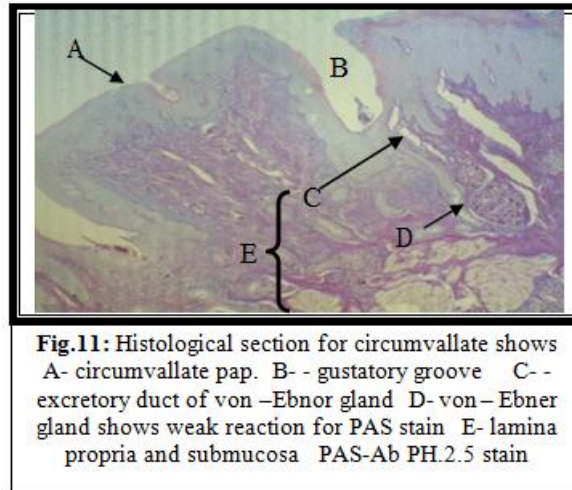 A
B
C
D
E
Fig.11: Histological section for circumvallate shows
A- circumvallate pap. B- - gustatory groove C- -
excretory duct of von –Ebnor gland D- von – Ebner
gland shows weak reaction for PAS stain E- lamina
propria and submucosa PAS-Ab PH.2.5 stain